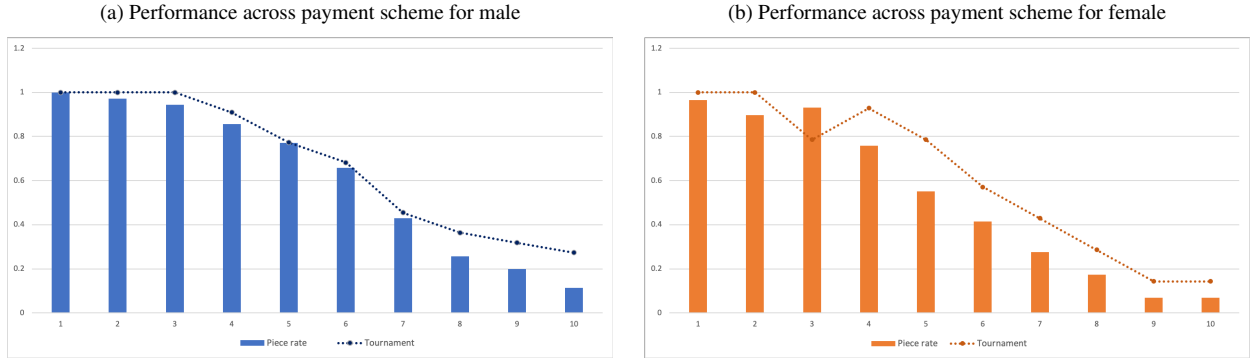 (a) Performance across payment scheme for male
1.2
1
0.8
0.6
0.4
0.2
0
1 2 3 4 5 6 7 8 9 10
Piece rate Tournament
(b) Performance across payment scheme for female
1.2
1
0.8
0.6
0.4
0.2
0
1 2 3 4 5 6 7 8 9 10
Piece rate Tournament